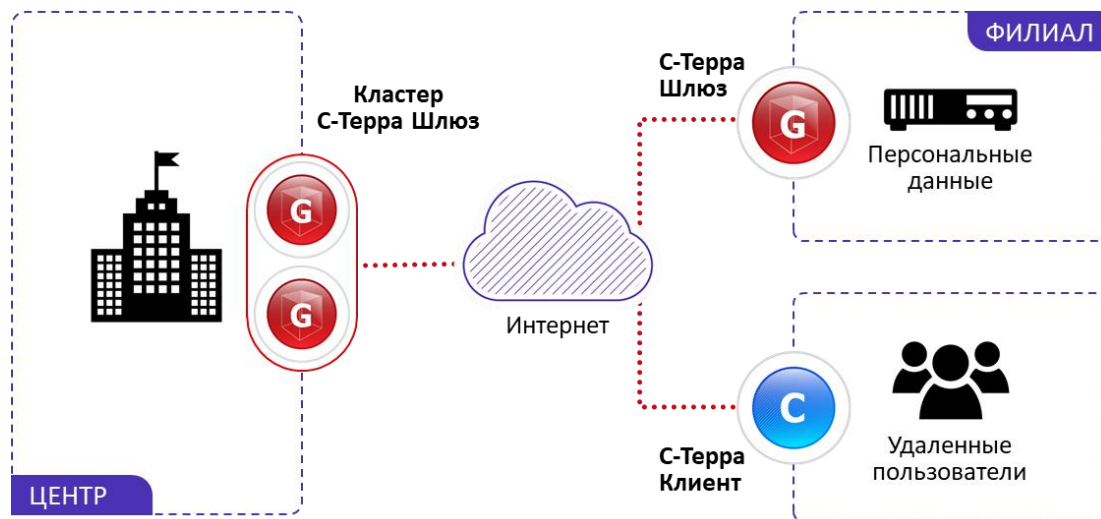 ФИЛИАЛ
С-Терра
Шлюз
Кластер
С-Терра Шлюз
G
G
G
Персональные
данные
Интернет
C
С-Терра
Клиент
Удаленные
пользователи
ЦЕНТР